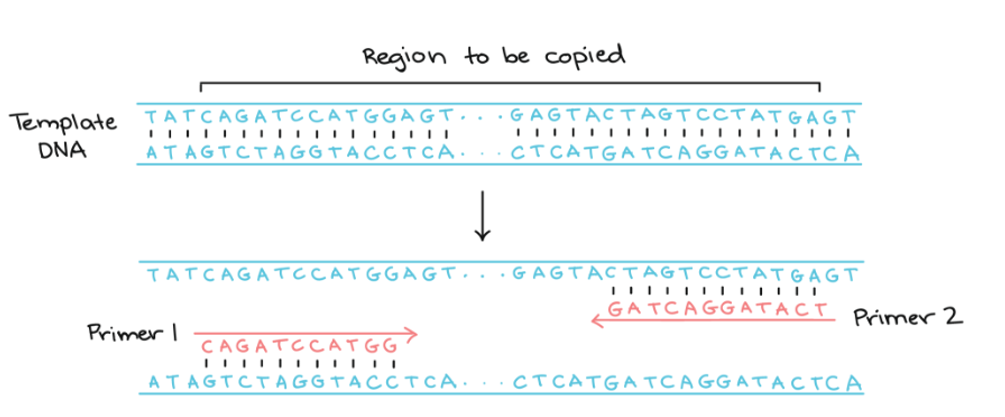 Region to be copied
Template
DNA
TATCAGATCCATGGAGT...GAGTACTAGTCCTATGAGT
ATAGTCTAGGTACCTCA...CTCATGATCAGGATACTCA
TATCAGATCCATGGAGT...GAGTACTAGTCCTATGAGT
GATCAGGATACT
Primer 2
Primer 1
CAGATCCATGG
ATAGTCTAGGTACCTCA...CTCATGATCAGGATACTCA